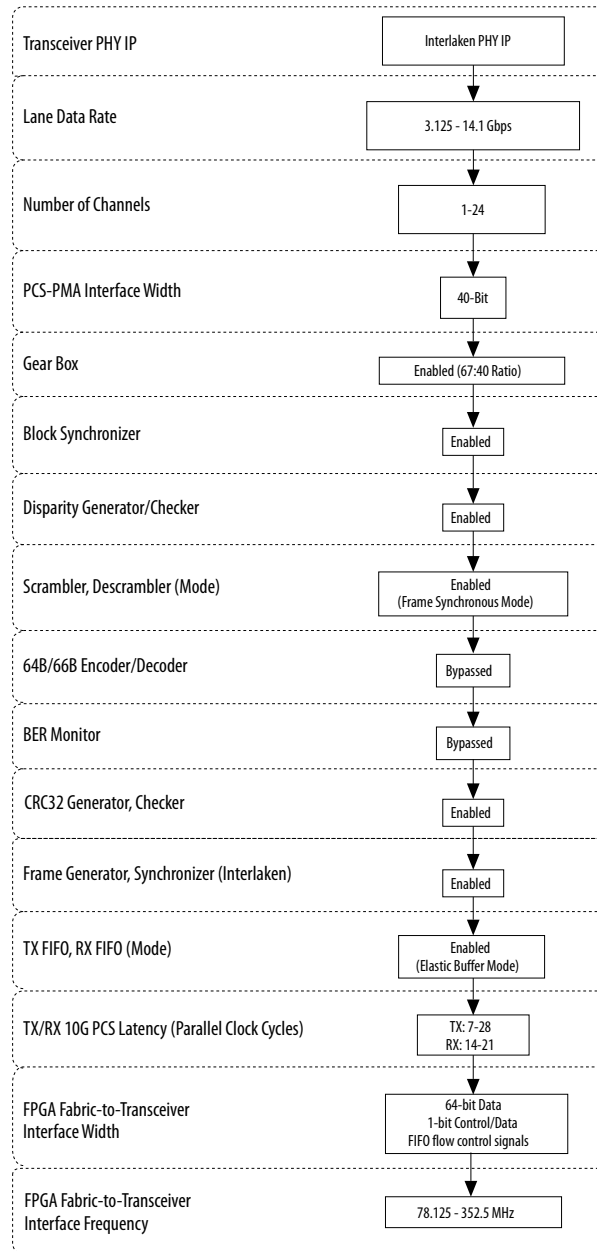 Transceiver PHY IP
Interlaken PHY IP
Lane Data Rate
3.125 - 14.1 Gbps
Number of Channels
1-24
PCS-PMA Interface Width
40-Bit
Gear Box
Enabled (67:40 Ratio)
Block Synchronizer
Enabled
Disparity Generator/Checker
Enabled
Scrambler, Descrambler (Mode)
Enabled
(Frame Synchronous Mode)
64B/66B Encoder/Decoder
Bypassed
BER Monitor
Bypassed
CRC32 Generator, Checker
Enabled
Frame Generator, Synchronizer (Interlaken)
Enabled
TX FIFO, RX FIFO (Mode)
Enabled
(Elastic Buffer Mode)
TX/RX 10G PCS Latency (Parallel Clock Cycles)
TX: 7-28
RX: 14-21
FPGA Fabric-to-Transceiver
Interface Width
64-bit Data
1-bit Control/Data
FIFO flow control signals
FPGA Fabric-to-Transceiver
Interface Frequency
78.125 - 352.5 MHz